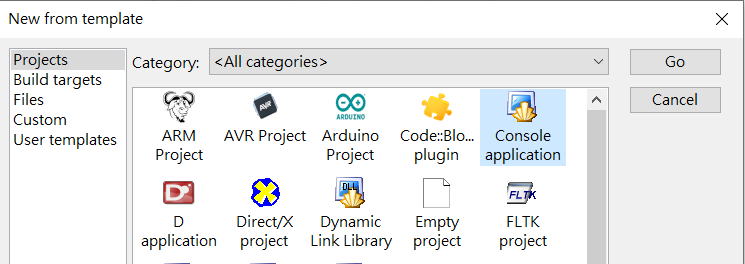 New from template
Projects
Build targets
Files
Custom
User templates
Category: <All categories>
Go
Cancel
ARM Project
AVR Project
Arduino Project
Code::Blo... plugin
Console application
D application
Direct/X project
Dynamic Link Library
Empty project
FLTK project
AVR
ARDUINO
DLL
FLTK